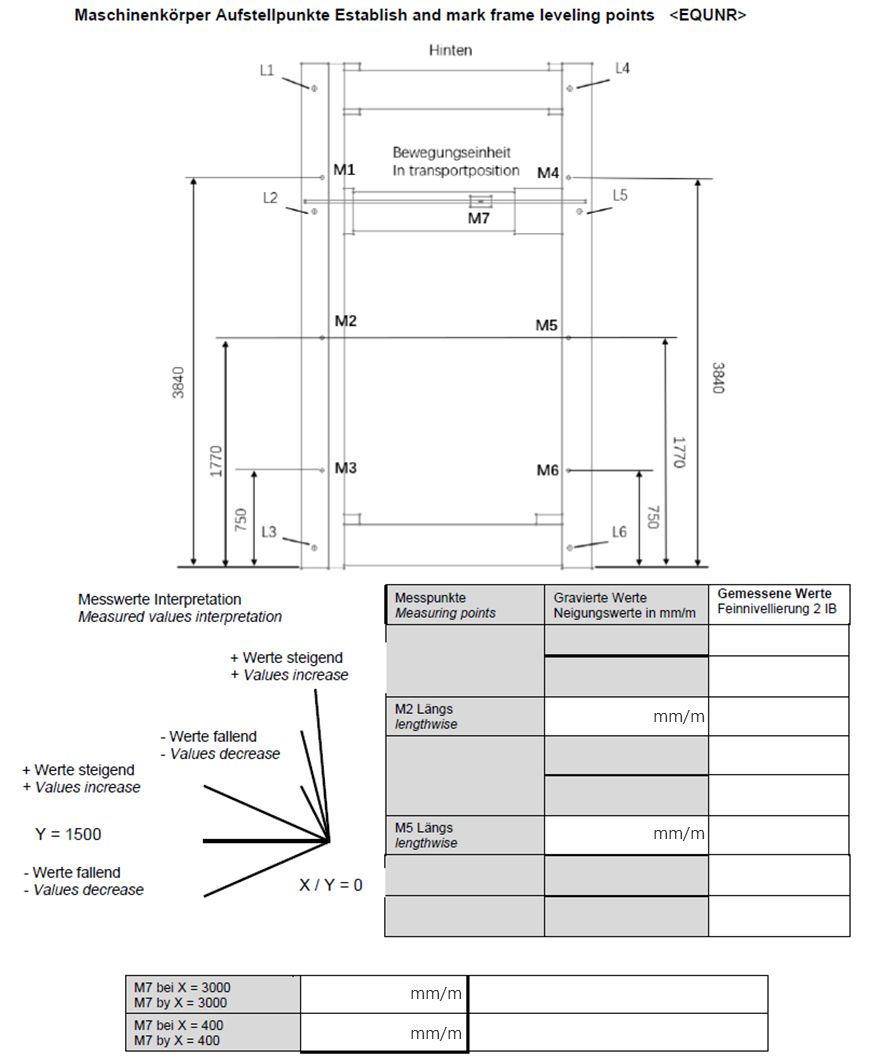 Maschinenkörper Aufstellpunkte Establish and mark frame leveling points <EQUNR>
Hinten
L1
L4
Bewegungseinheit
In transportposition
M1
M4
L2
L5
M7
M2
M5
3840
3840
1770
1770
M3
M6
750
750
L3
L6
Messwerte Interpretation
Measured values interpretation
+ Werte steigend
+ Values increase
- Werte fallend
- Values decrease
+ Werte steigend
+ Values increase
Y = 1500
- Werte fallend
- Values decrease
X / Y = 0
Messpunkte
Measuring points
Gravierte Werte
Neigungswerte in mm/m
Gemessene Werte
Feinnivellierung 2 IB
M2 Längs
lengthwise
mm/m
M5 Längs
lengthwise
mm/m
M7 bei X = 3000
M7 by X = 3000
mm/m
M7 bei X = 400
M7 by X = 400
mm/m